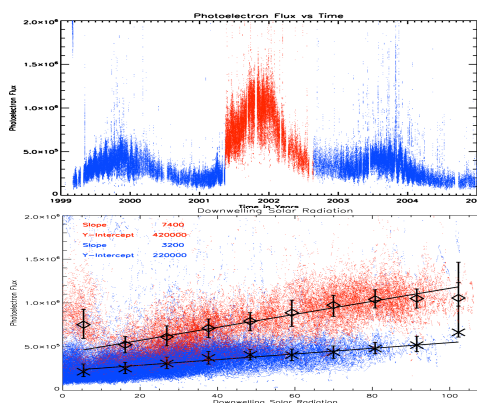 Photoelectron Flux vs Time
2.0×10⁶
1.5×10⁶
1.0×10⁶
5.0×10⁵
0
Photoelectron Flux
1999 2000 2001 2002 2003 2004 20
Time in Years
Downwelling Solar Radiation
2.0×10⁶
1.5×10⁶
1.0×10⁶
5.0×10⁵
0
Photoelectron Flux
Slope 7400
Y-Intercept 420000
Slope 3200
Y-Intercept 220000
0 20 40 60 80 100
Downwelling Solar Radiation